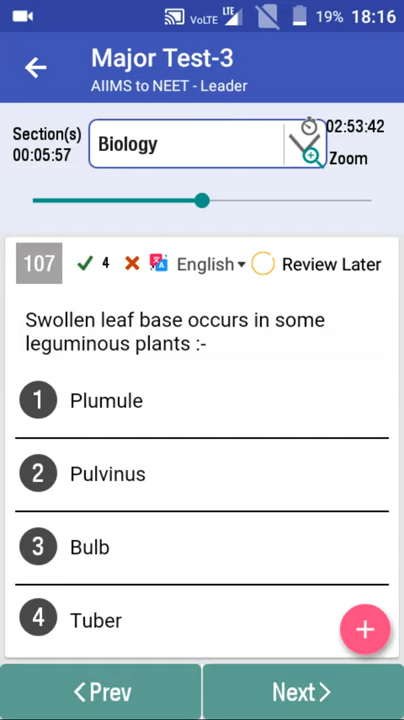 VoLTE LTE 19% 18:16
Major Test-3
AIIMS to NEET - Leader
Section(s)
00:05:57
Biology
02:53:42
Zoom
107 4 English Review Later
Swollen leaf base occurs in some
leguminous plants :-
1 Plumule
2 Pulvinus
3 Bulb
4 Tuber
+
<Prev Next>